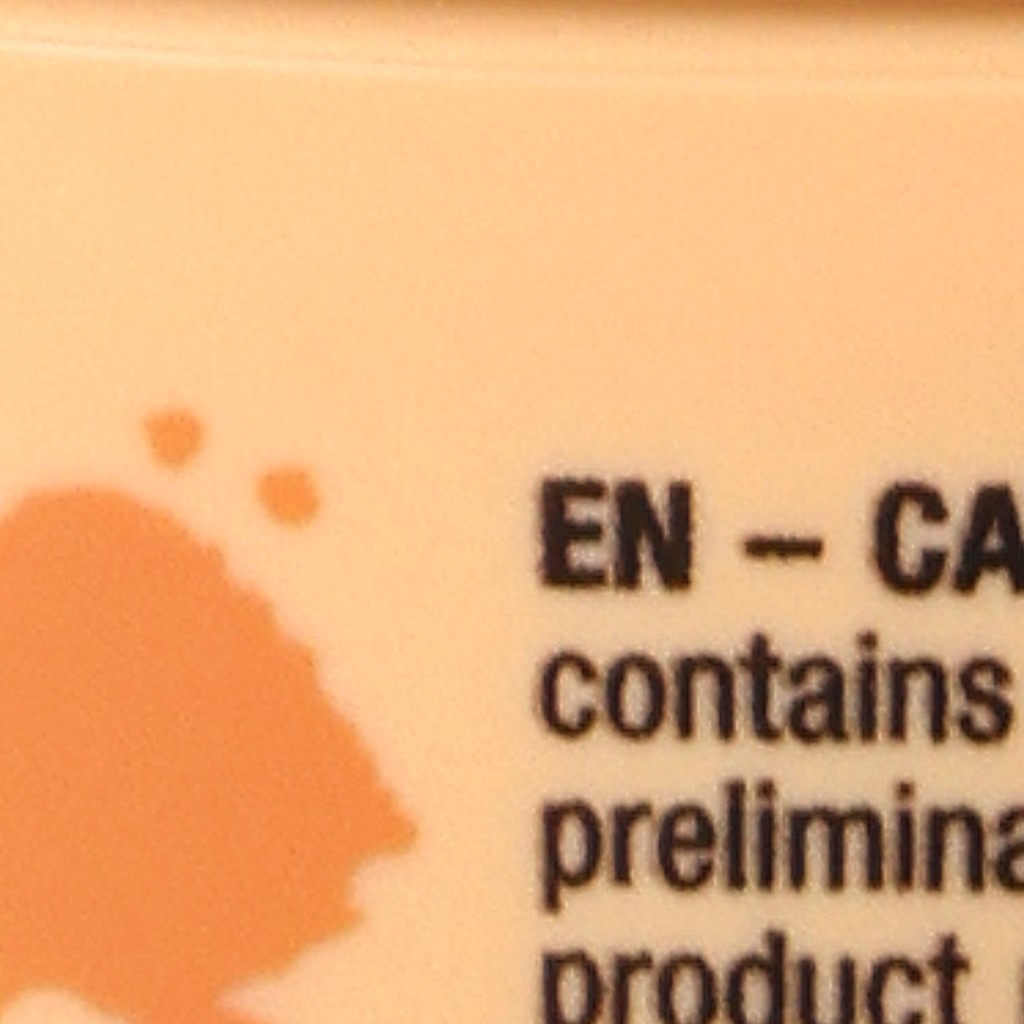 EN – CA
contains
prelimina
product